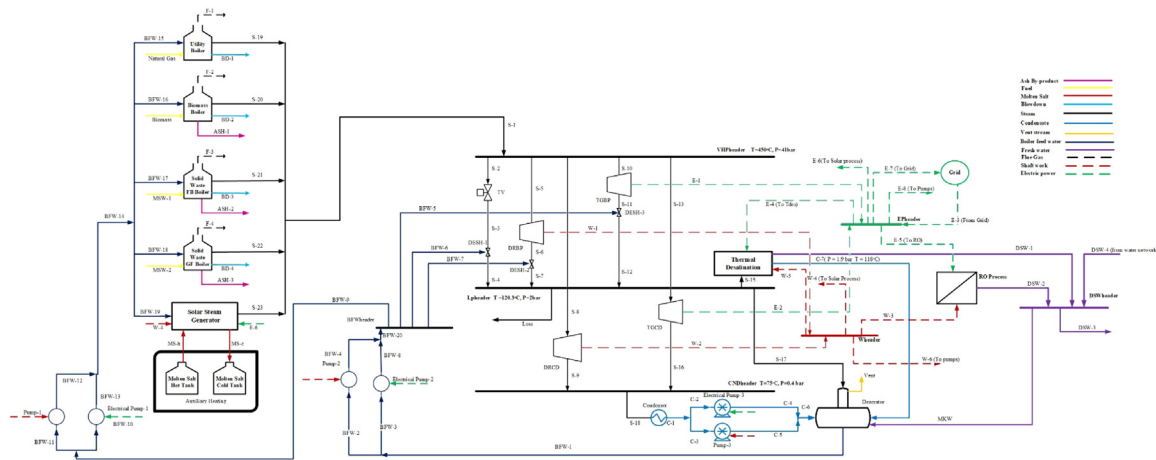 F-1
BFW-15
Utility
Boiler
S-19
Natural Gas
BD-1
F-2
BFW-16
Biomass
Boiler
S-20
Biomass
BD-2
ASH-1
F-3
BFW-17
Solid
Waste
FB Boiler
S-21
MSW-1
BD-3
ASH-2
BFW-14
F-4
BFW-18
Solid
Waste
GF Boiler
S-22
MSW-2
BD-4
ASH-3
BFW-19
Solar Steam
Generator
S-23
E-6
MS-h
MS-c
Molten Salt
Hot Tank
Molten Salt
Cold Tank
Auxiliary Heating
BFW-12
BFW-13
Pump-1
Electrical Pump-1
BFW-10
BFW-11
BFW-9
BFWheader
BFW-20
BFW-4
BFW-8
Pump-2
Electrical Pump-2
BFW-2
BFW-3
BFW-1
S-1
VHPheader T=450°C, P=41bar
S-2
TV
S-3
S-4
S-5
DRBP
S-6
S-7
S-10
TGBP
S-11
DESH-3
S-12
S-13
BFW-5
BFW-6
BFW-7
DESH-2
E-1
W-1
Lpheader T =120.3°C, P=2bar
Loss
S-8
DRCD
S-9
TGCD
S-16
E-2
W-2
CNDheader T=75°C, P=0.4 bar
S-18
Condenser
C-1
C-2
C-3
Electrical Pump-3
Pump-3
C-4
C-5
C-6
S-17
Vent
Deaerator
MKW
Thermal
Desalination
S-15
W-5
C-7( P = 1.9 bar T = 118°C)
W-4 (To Solar Process)
Wheader
W-3
W-6 (To pumps)
E-6(To Solar process)
E-7 (To Grid)
Grid
E-8 (To Pumps)
EPheader
E-3 (From Grid)
E-5 (To RO)
RO Process
DSW-1
DSW-4 (from water network)
DSW-2
DSWheader
DSW-3
Ash By-product
Fuel
Molten Salt
Blowdown
Steam
Condensate
Vent stream
Boiler feed water
Fresh water
Flue Gas
Shaft work
Electric power